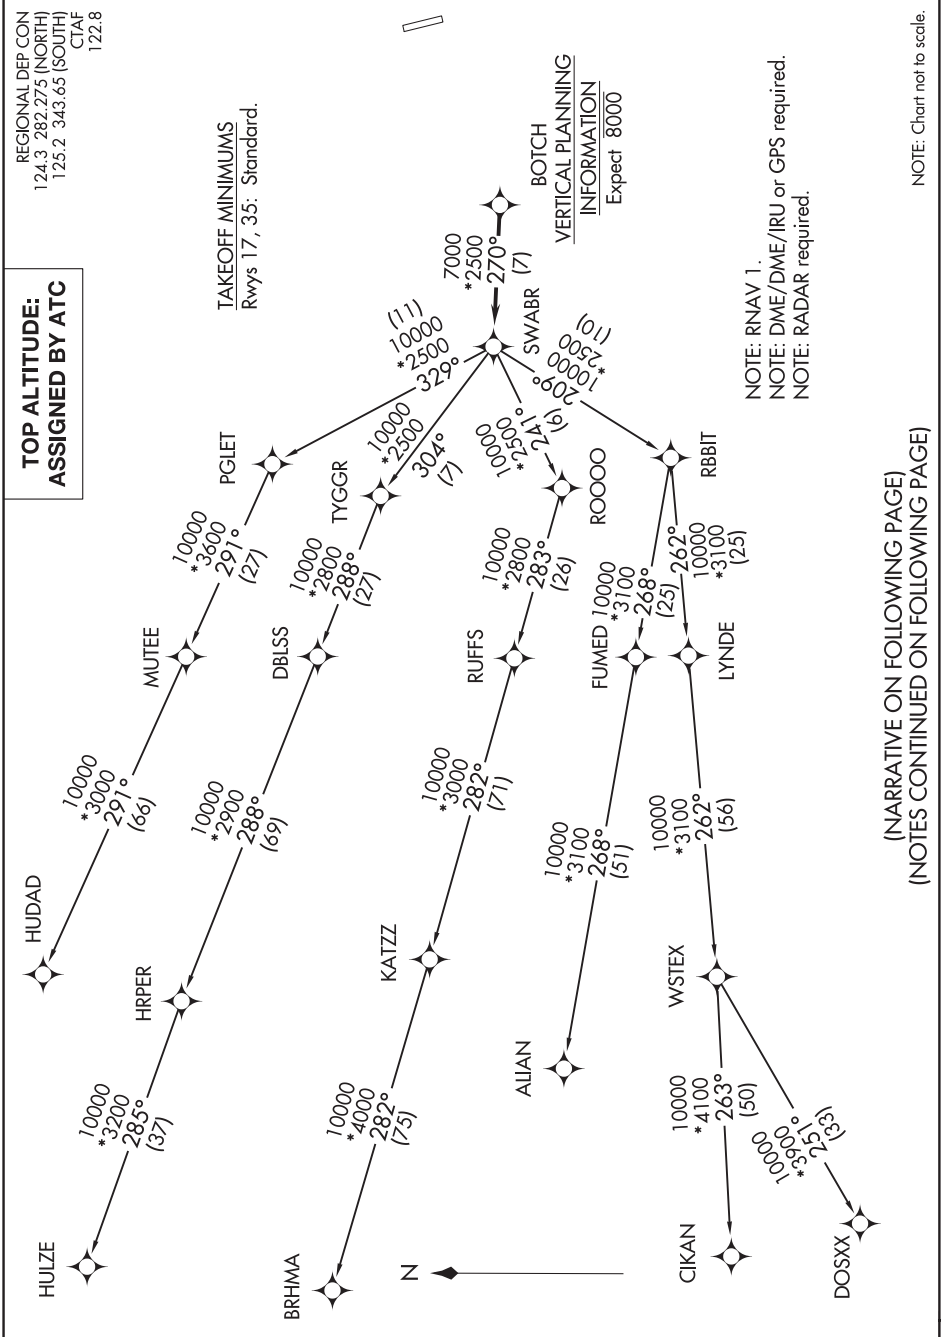 REGIONAL DEP CON
124.3 282.275 (NORTH)
125.2 343.65 (SOUTH)
CTAF
122.8
TOP ALTITUDE:
ASSIGNED BY ATC
TAKEOFF MINIMUMS
Rwys 17, 35: Standard.
BOTCH
VERTICAL PLANNING
INFORMATION
Expect 8000
7000
*2500
270°
(7)
SWABR
(11)
10000
*2500
329°
PGLET
10000
*3600
291°
(27)
MUTEE
10000
*3000
291°
(66)
HUDAD
10000
*2500
304°
(7)
TYGGR
10000
*2800
288°
(27)
DBLSS
10000
*2900
288°
(69)
HRPER
10000
*3200
285°
(37)
HULZE
10000
*2500
241°
(9)
ROOOO
10000
*2800
283°
(26)
RUFFS
10000
*3000
282°
(71)
KATZZ
10000
*4000
282°
(75)
BRHMA
209°
10000
*2500
(10)
RBBIT
10000
*3100
268°
(25)
FUMED
10000
*3100
268°
(51)
ALIAN
262°
10000
*3100
(25)
LYNDE
10000
*3100
262°
(56)
WSTEX
10000
*4100
263°
(50)
CIKAN
10000
*3900
251°
(33)
DOSXX
N
NOTE: RNAV 1.
NOTE: DME/DME/IRU or GPS required.
NOTE: RADAR required.
(NARRATIVE ON FOLLOWING PAGE)
(NOTES CONTINUED ON FOLLOWING PAGE)
NOTE: Chart not to scale.